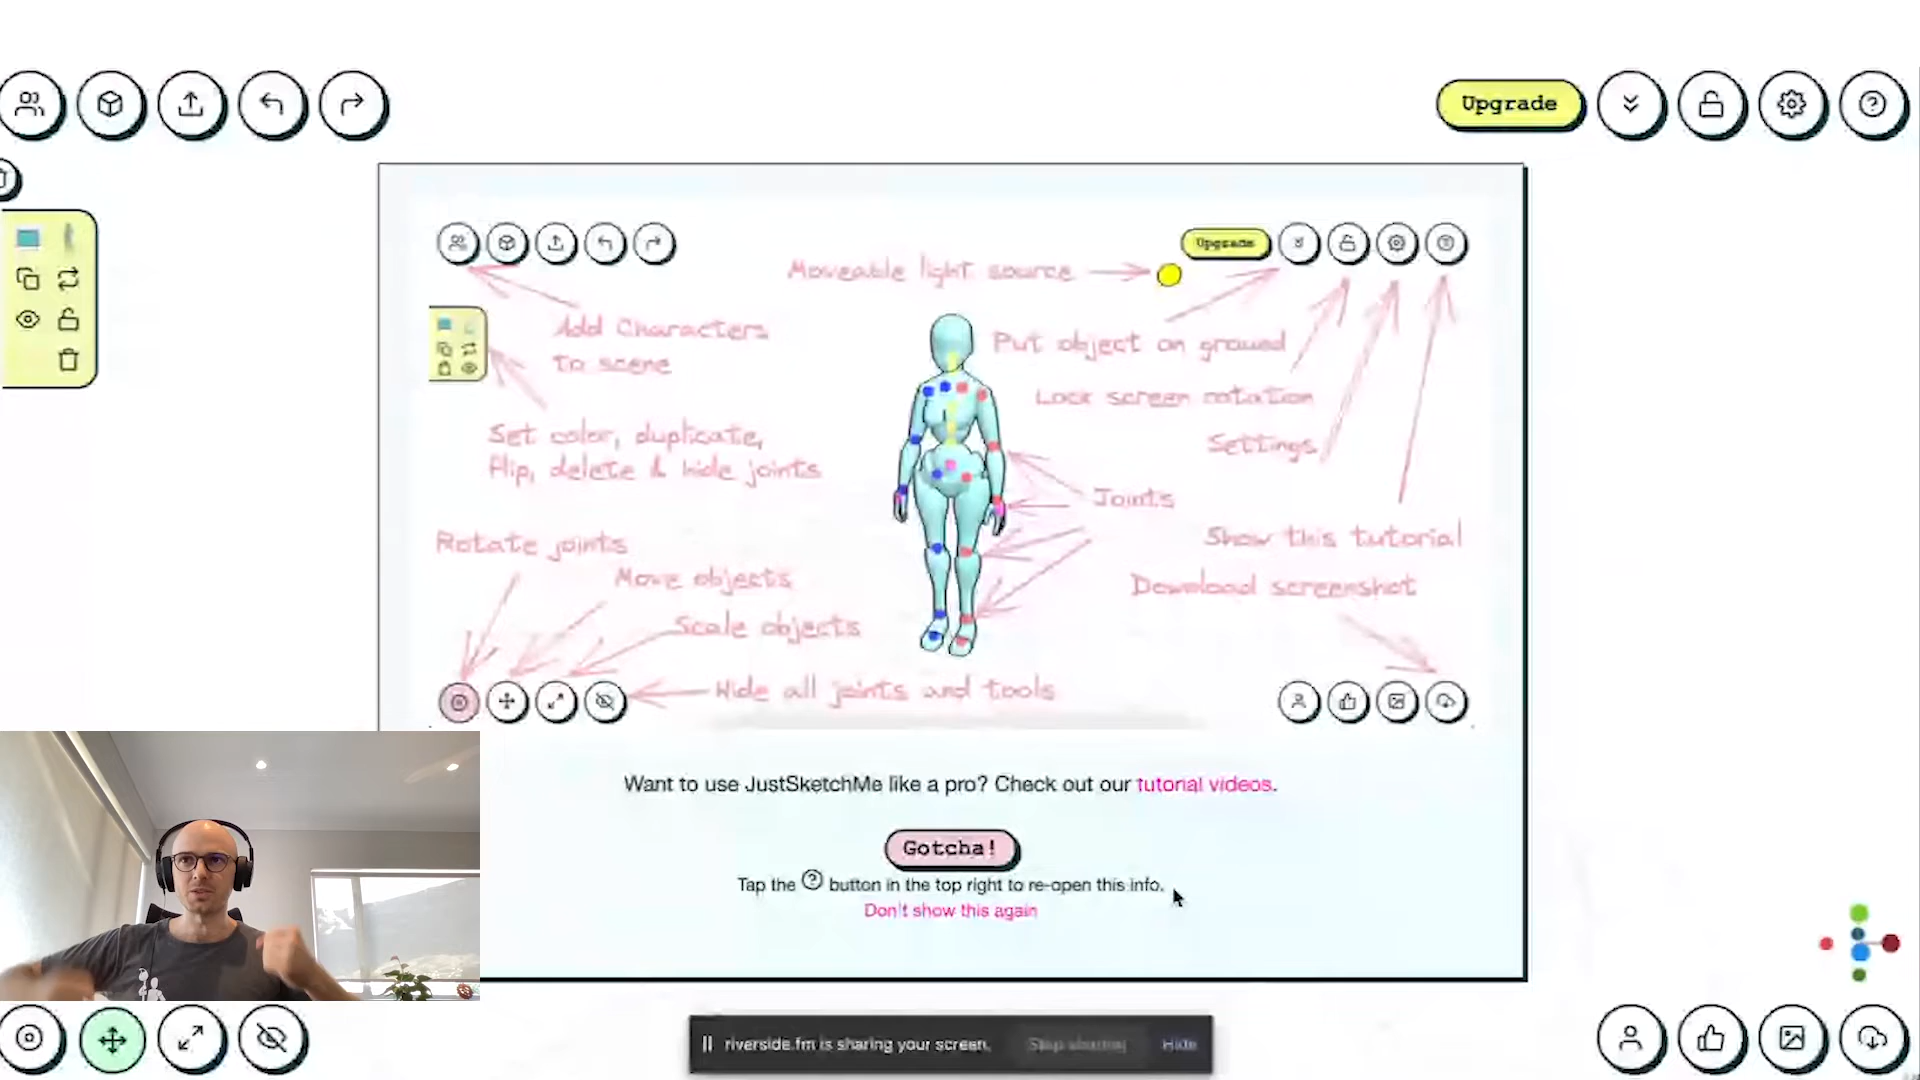 Upgrade
Upgrade
Moveable light source
Add Characters
to scene
Put object on ground
Lock screen rotation
Set color, duplicate,
flip, delete & hide joints
Settings
Joints
Rotate joints
Show this tutorial
Move objects
Download screenshot
Scale objects
Hide all joints and tools
Want to use JustSketchMe like a pro? Check out our tutorial videos.
Gotcha!
Tap the ? button in the top right to re-open this info.
Don't show this again
riverside.fm is sharing your screen.
Stop sharing
Hide